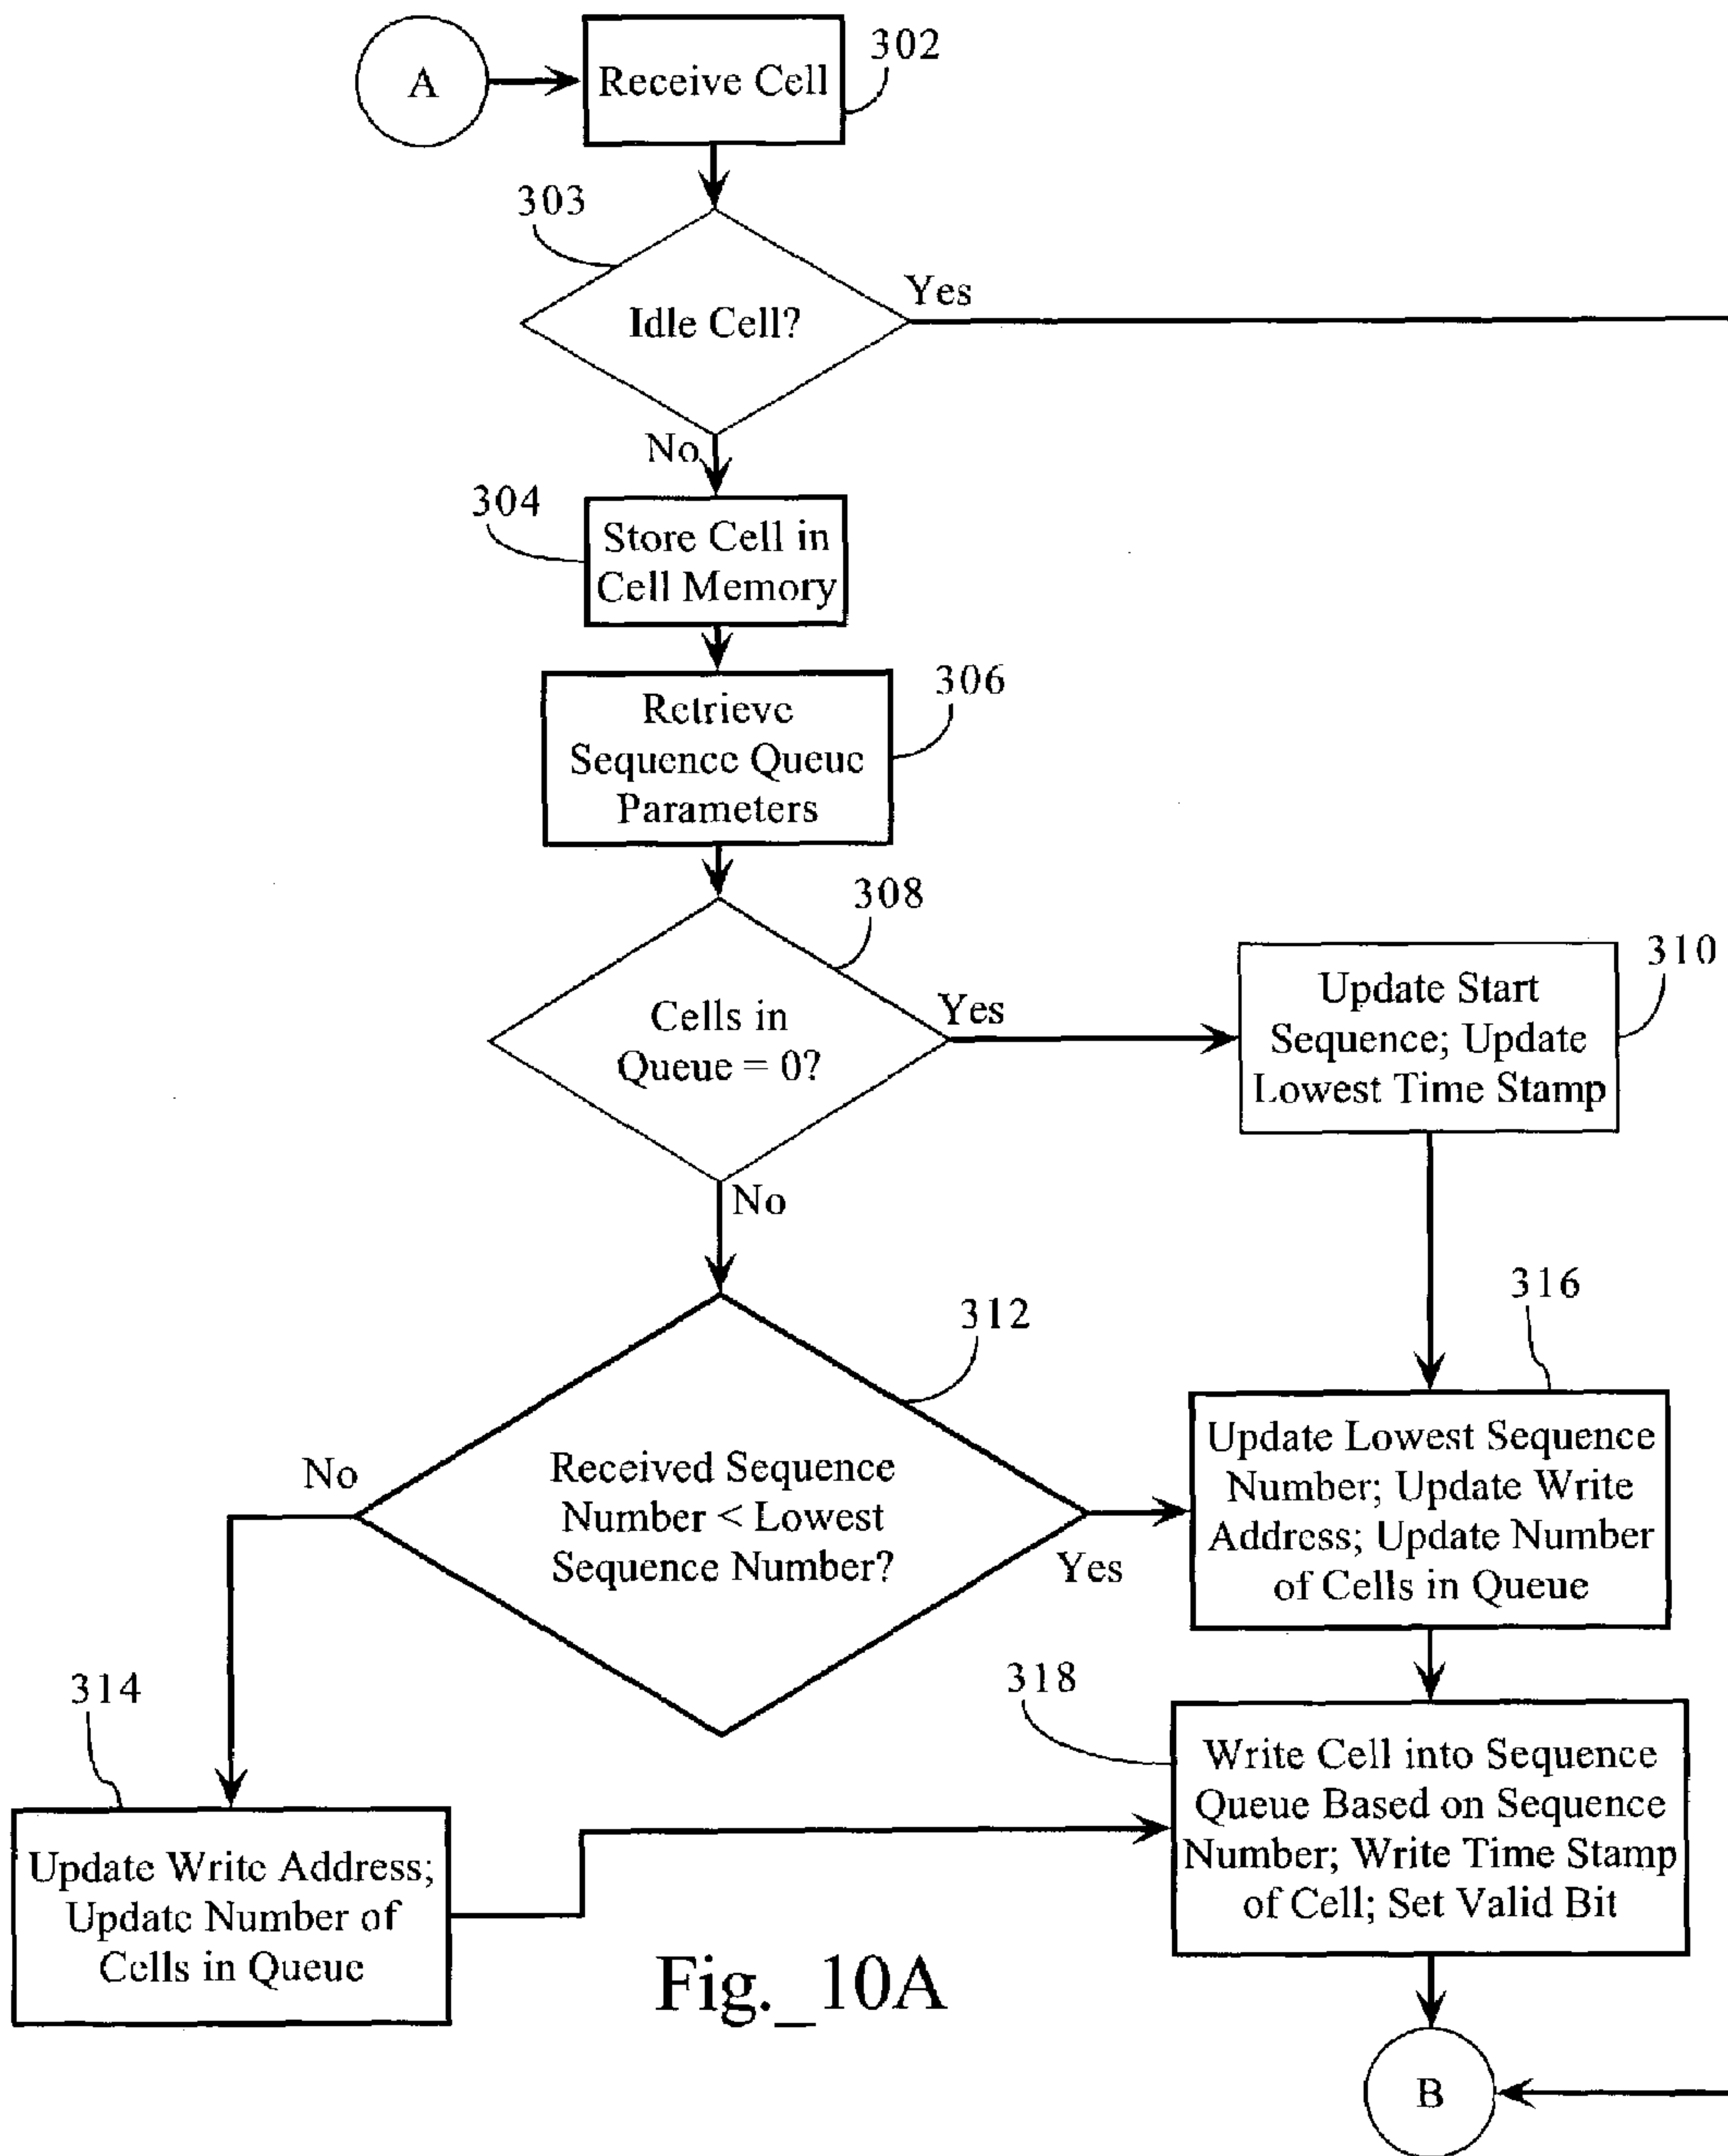 A
Receive Cell
302
303
Idle Cell?
Yes
No
304
Store Cell in
Cell Memory
306
Retrieve
Sequence Queue
Parameters
308
Cells in
Queue = 0?
Yes
No
310
Update Start
Sequence; Update
Lowest Time Stamp
312
Received Sequence
Number < Lowest
Sequence Number?
No
Yes
316
Update Lowest Sequence
Number; Update Write
Address; Update Number
of Cells in Queue
314
Update Write Address;
Update Number of
Cells in Queue
318
Write Cell into Sequence
Queue Based on Sequence
Number; Write Time Stamp
of Cell; Set Valid Bit
Fig._10A
B